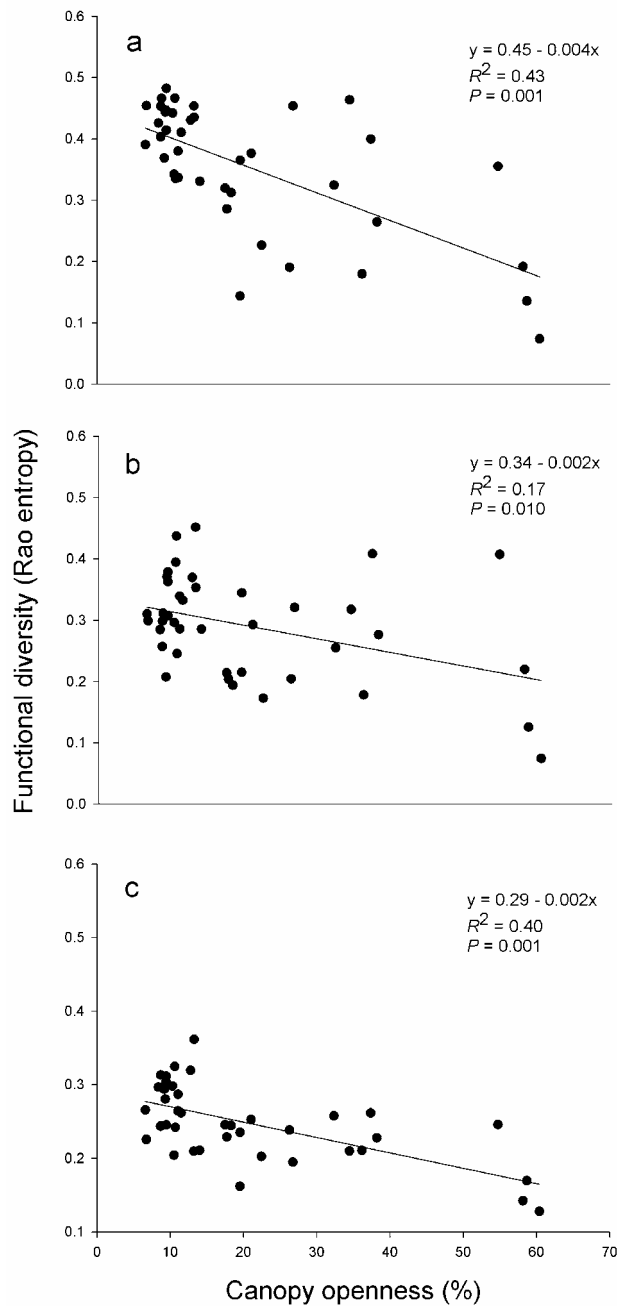 a
y = 0.45 - 0.004x
R² = 0.43
P = 0.001
0.6
0.5
0.4
0.3
0.2
0.1
0.0
Functional diversity (Rao entropy)
b
y = 0.34 - 0.002x
R² = 0.17
P = 0.010
0.6
0.5
0.4
0.3
0.2
0.1
0.0
c
y = 0.29 - 0.002x
R² = 0.40
P = 0.001
0.6
0.5
0.4
0.3
0.2
0.1
0 10 20 30 40 50 60 70
Canopy openness (%)